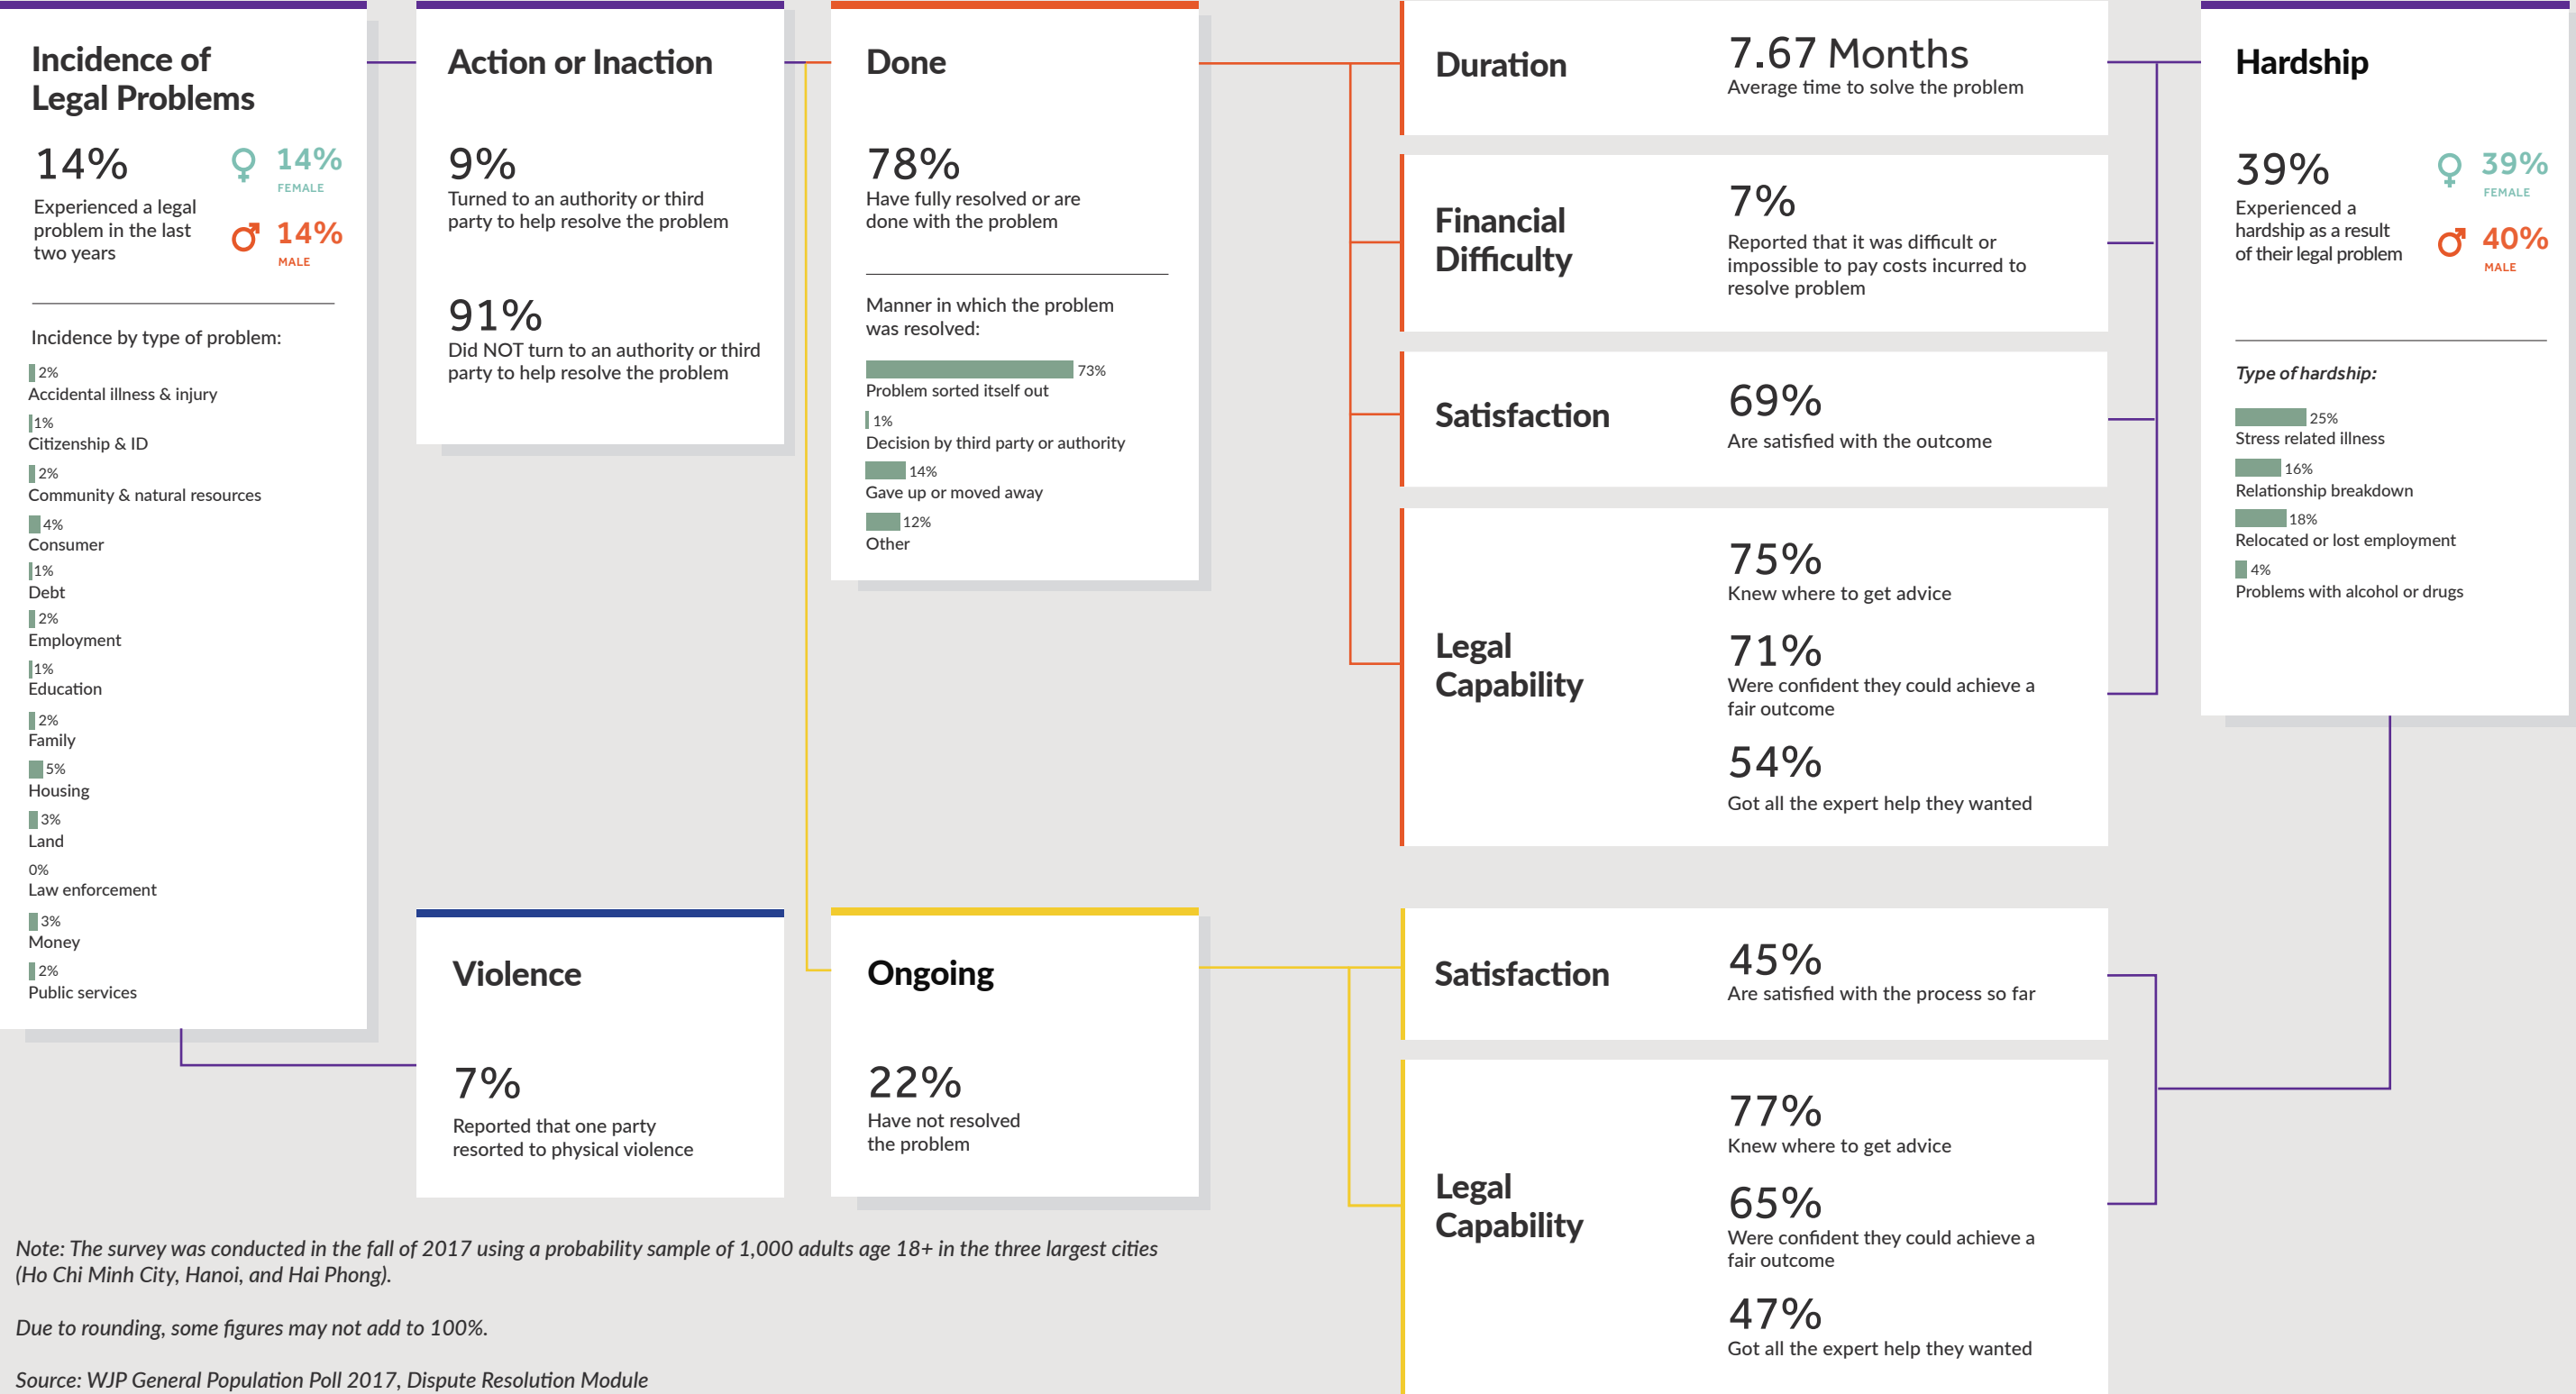 Incidence of
Legal Problems
14%
Experienced a legal
problem in the last
two years
14%
FEMALE
14%
MALE
Incidence by type of problem:
2%
Accidental illness & injury
1%
Citizenship & ID
2%
Community & natural resources
4%
Consumer
1%
Debt
2%
Employment
1%
Education
2%
Family
5%
Housing
3%
Land
0%
Law enforcement
3%
Money
2%
Public services
Action or Inaction
9%
Turned to an authority or third
party to help resolve the problem
91%
Did NOT turn to an authority or third
party to help resolve the problem
Violence
7%
Reported that one party
resorted to physical violence
Done
78%
Have fully resolved or are
done with the problem
Manner in which the problem
was resolved:
73%
Problem sorted itself out
1%
Decision by third party or authority
14%
Gave up or moved away
12%
Other
Ongoing
22%
Have not resolved
the problem
Duration
7.67 Months
Average time to solve the problem
Financial
Difficulty
7%
Reported that it was difficult or
impossible to pay costs incurred to
resolve problem
Satisfaction
69%
Are satisfied with the outcome
Legal
Capability
75%
Knew where to get advice
71%
Were confident they could achieve a
fair outcome
54%
Got all the expert help they wanted
Satisfaction
45%
Are satisfied with the process so far
Legal
Capability
77%
Knew where to get advice
65%
Were confident they could achieve a
fair outcome
47%
Got all the expert help they wanted
Hardship
39%
Experienced a
hardship as a result
of their legal problem
39%
FEMALE
40%
MALE
Type of hardship:
25%
Stress related illness
16%
Relationship breakdown
18%
Relocated or lost employment
4%
Problems with alcohol or drugs
Note: The survey was conducted in the fall of 2017 using a probability sample of 1,000 adults age 18+ in the three largest cities
(Ho Chi Minh City, Hanoi, and Hai Phong).
Due to rounding, some figures may not add to 100%.
Source: WJP General Population Poll 2017, Dispute Resolution Module